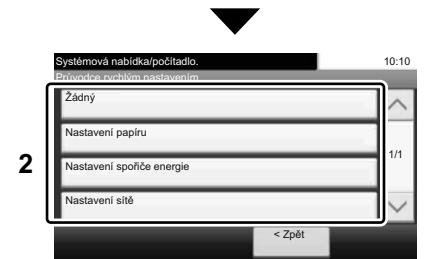 Systémová nabídka/počítadlo. 10:10
Průvodce rychlým nastavením
Žádný
Nastavení papíru
1/1
2
Nastavení spořiče energie
Nastavení sítě
< Zpět